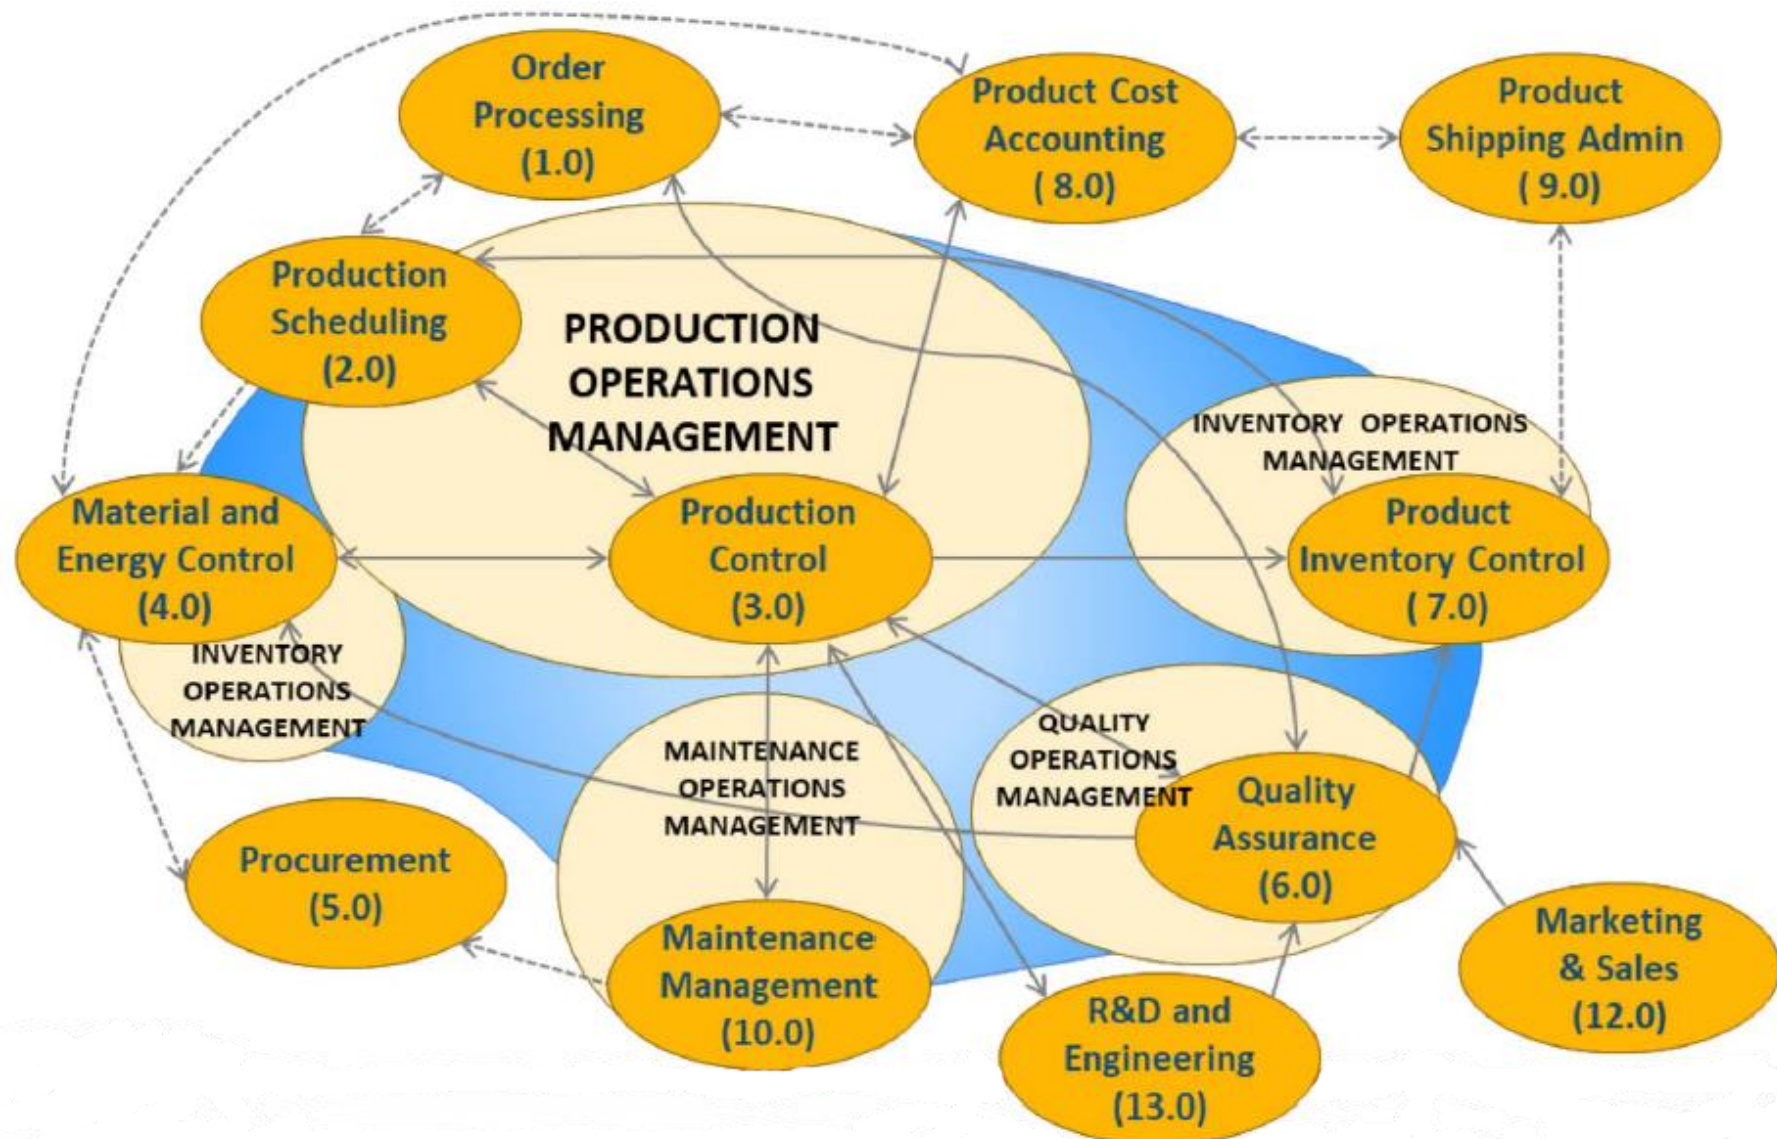 Order
Processing
(1.0)
Product Cost
Accounting
( 8.0)
Product
Shipping Admin
( 9.0)
Production
Scheduling
(2.0)
PRODUCTION
OPERATIONS
MANAGEMENT
INVENTORY OPERATIONS
MANAGEMENT
Material and
Energy Control
(4.0)
Production
Control
(3.0)
Product
Inventory Control
( 7.0)
INVENTORY
OPERATIONS
MANAGEMENT
MAINTENANCE
OPERATIONS
MANAGEMENT
QUALITY
OPERATIONS
MANAGEMENT
Quality
Assurance
(6.0)
Procurement
(5.0)
Maintenance
Management
(10.0)
R&D and
Engineering
(13.0)
Marketing
& Sales
(12.0)